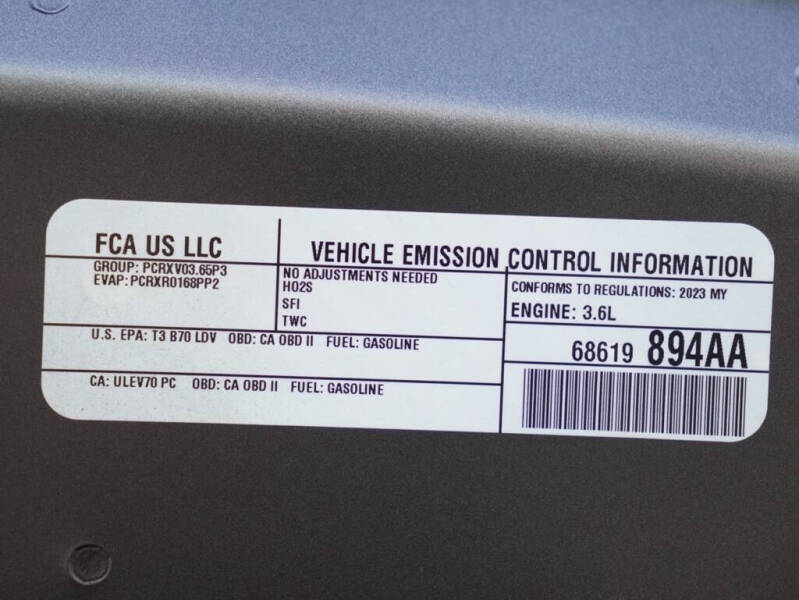 FCA US LLC
GROUP: PCRXV03.65P3
EVAP: PCRXR0168PP2
VEHICLE EMISSION CONTROL INFORMATION
NO ADJUSTMENTS NEEDED
HO2S
SFI
TWC
CONFORMS TO REGULATIONS: 2023 MY
ENGINE: 3.6L
U.S. EPA: T3 B70 LDV OBD: CA OBD II FUEL: GASOLINE
68619 894AA
CA: ULEV70 PC OBD: CA OBD II FUEL: GASOLINE